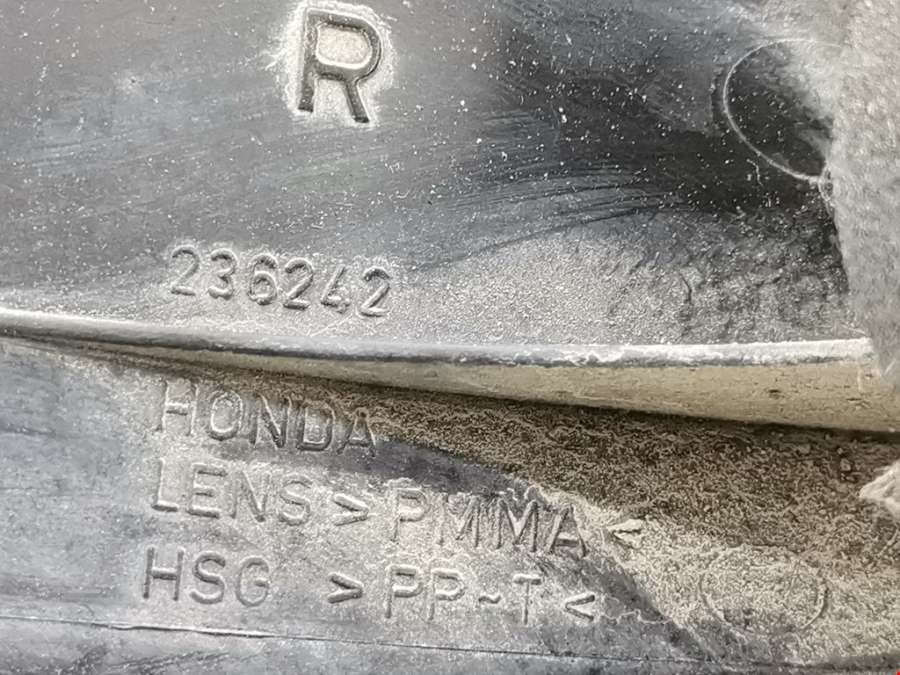 R
236242
HONDA
LENS >PMMA<
HSG >PP-T<